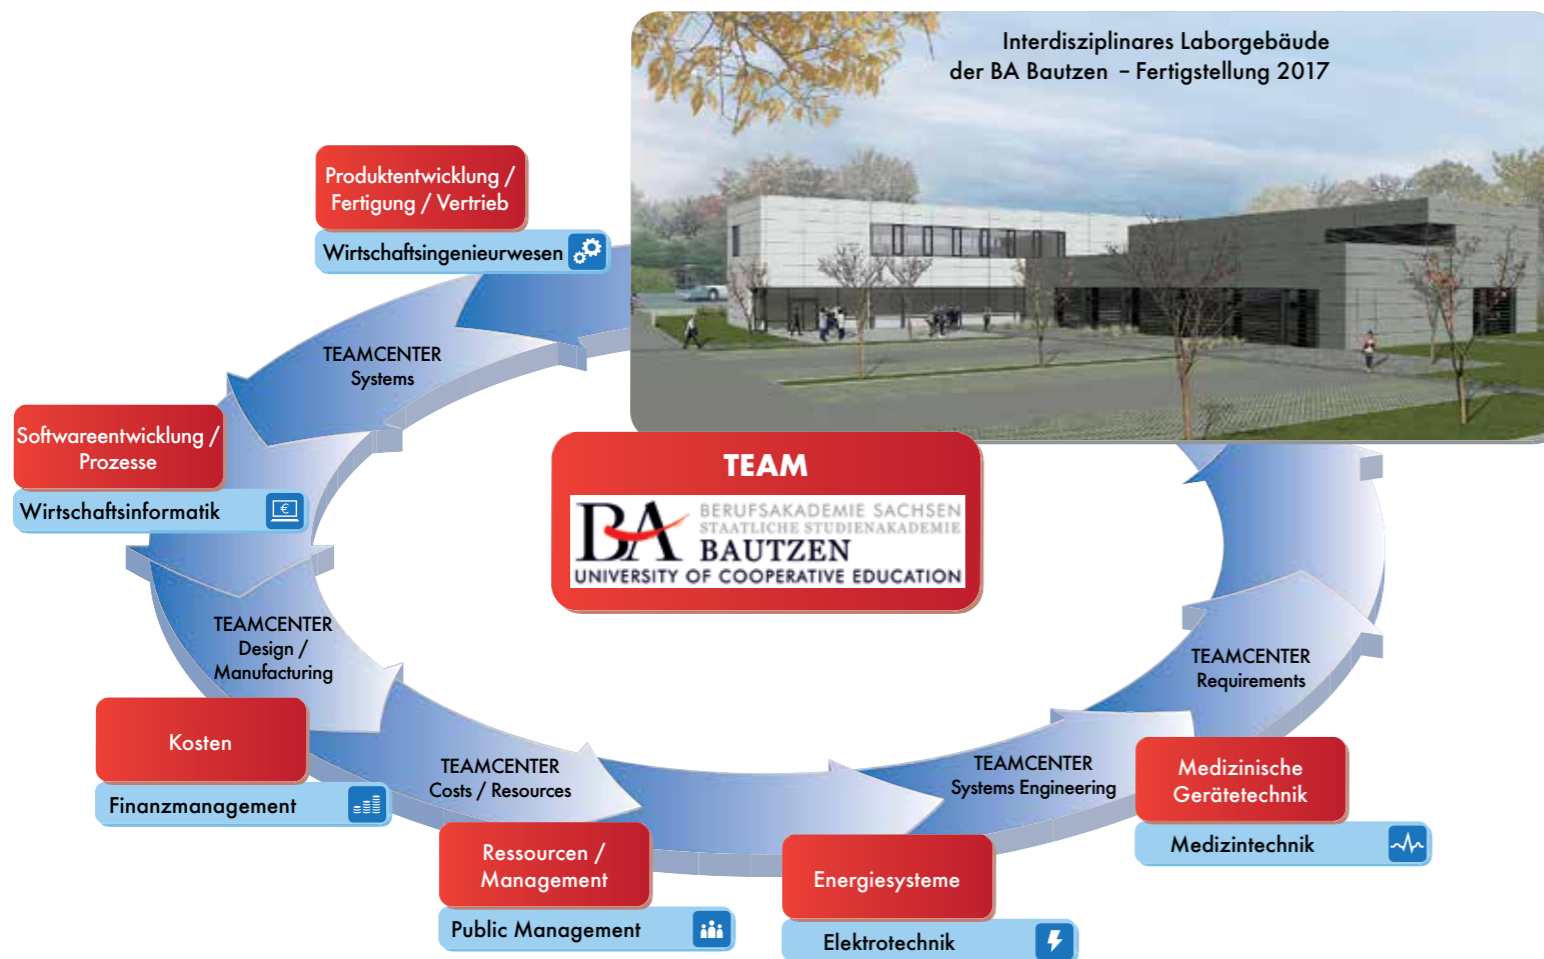 Interdisziplinares Laborgebäude
der BA Bautzen – Fertigstellung 2017
Produktentwicklung /
Fertigung / Vertrieb
Wirtschaftsingenieurwesen
TEAMCENTER
Systems
Softwareentwicklung /
Prozesse
Wirtschaftsinformatik
€
TEAM
BA
BERUFSAKADEMIE SACHSEN
STAATLICHE STUDIENAKADEMIE
BAUTZEN
UNIVERSITY OF COOPERATIVE EDUCATION
TEAMCENTER
Design /
Manufacturing
TEAMCENTER
Requirements
Kosten
Finanzmanagement
TEAMCENTER
Costs / Resources
TEAMCENTER
Systems Engineering
Medizinische
Gerätetechnik
Medizintechnik
Ressourcen /
Management
Public Management
Energiesysteme
Elektrotechnik